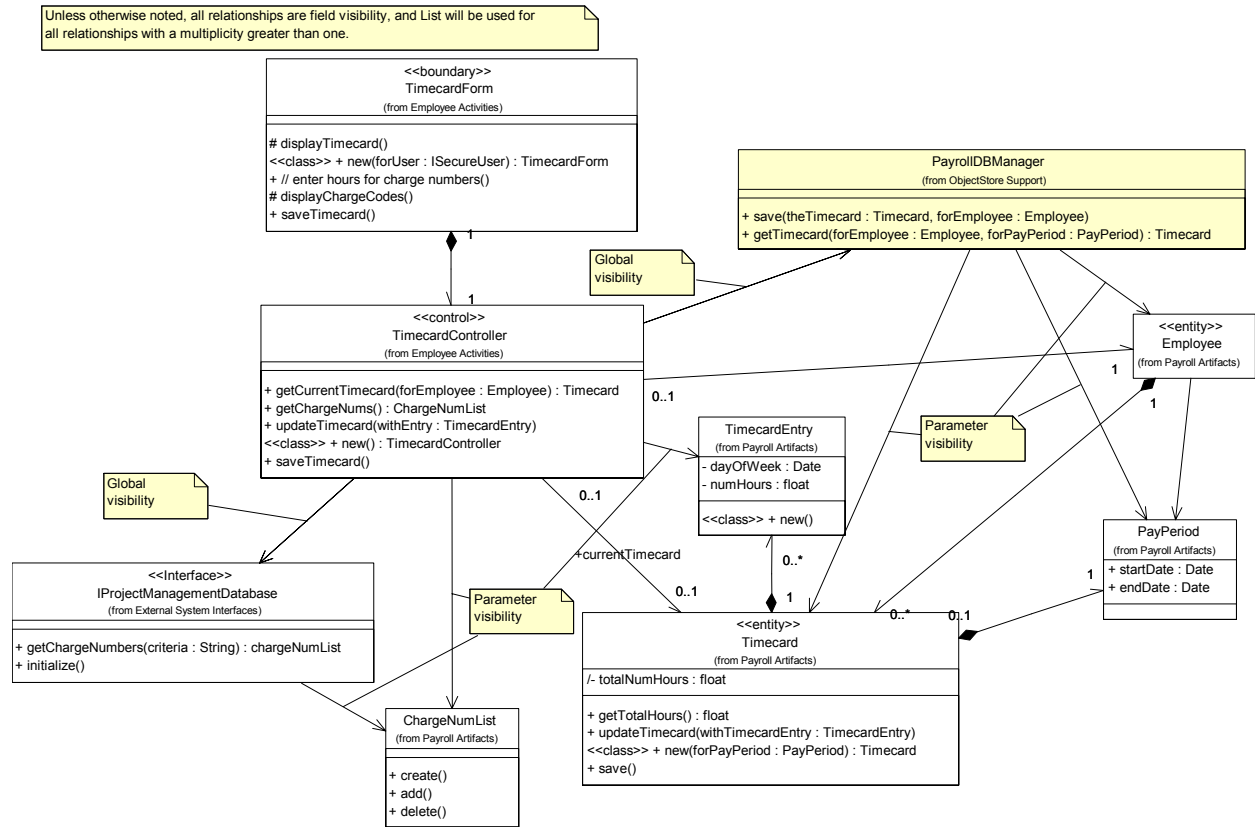 Unless otherwise noted, all relationships are field visibility, and List will be used for
all relationships with a multiplicity greater than one.
<<boundary>>
TimecardForm
(from Employee Activities)
# displayTimecard()
<<class>> + new(forUser : ISecureUser) : TimecardForm
+ // enter hours for charge numbers()
# displayChargeCodes()
+ saveTimecard()
1
1
PayrollDBManager
(from ObjectStore Support)
+ save(theTimecard : Timecard, forEmployee : Employee)
+ getTimecard(forEmployee : Employee, forPayPeriod : PayPeriod) : Timecard
Global
visibility
<<control>>
TimecardController
(from Employee Activities)
+ getCurrentTimecard(forEmployee : Employee) : Timecard
+ getChargeNums() : ChargeNumList
+ updateTimecard(withEntry : TimecardEntry)
<<class>> + new() : TimecardController
+ saveTimecard()
<<entity>>
Employee
(from Payroll Artifacts)
0..1
1
1
TimecardEntry
(from Payroll Artifacts)
- dayOfWeek : Date
- numHours : float
<<class>> + new()
Parameter
visibility
Global
visibility
0..1
+currentTimecard
0..1
0..*
1
PayPeriod
(from Payroll Artifacts)
+ startDate : Date
+ endDate : Date
1
0..*
0..1
<<Interface>>
IProjectManagementDatabase
(from External System Interfaces)
+ getChargeNumbers(criteria : String) : chargeNumList
+ initialize()
Parameter
visibility
<<entity>>
Timecard
(from Payroll Artifacts)
/- totalNumHours : float
+ getTotalHours() : float
+ updateTimecard(withTimecardEntry : TimecardEntry)
<<class>> + new(forPayPeriod : PayPeriod) : Timecard
+ save()
ChargeNumList
(from Payroll Artifacts)
+ create()
+ add()
+ delete()